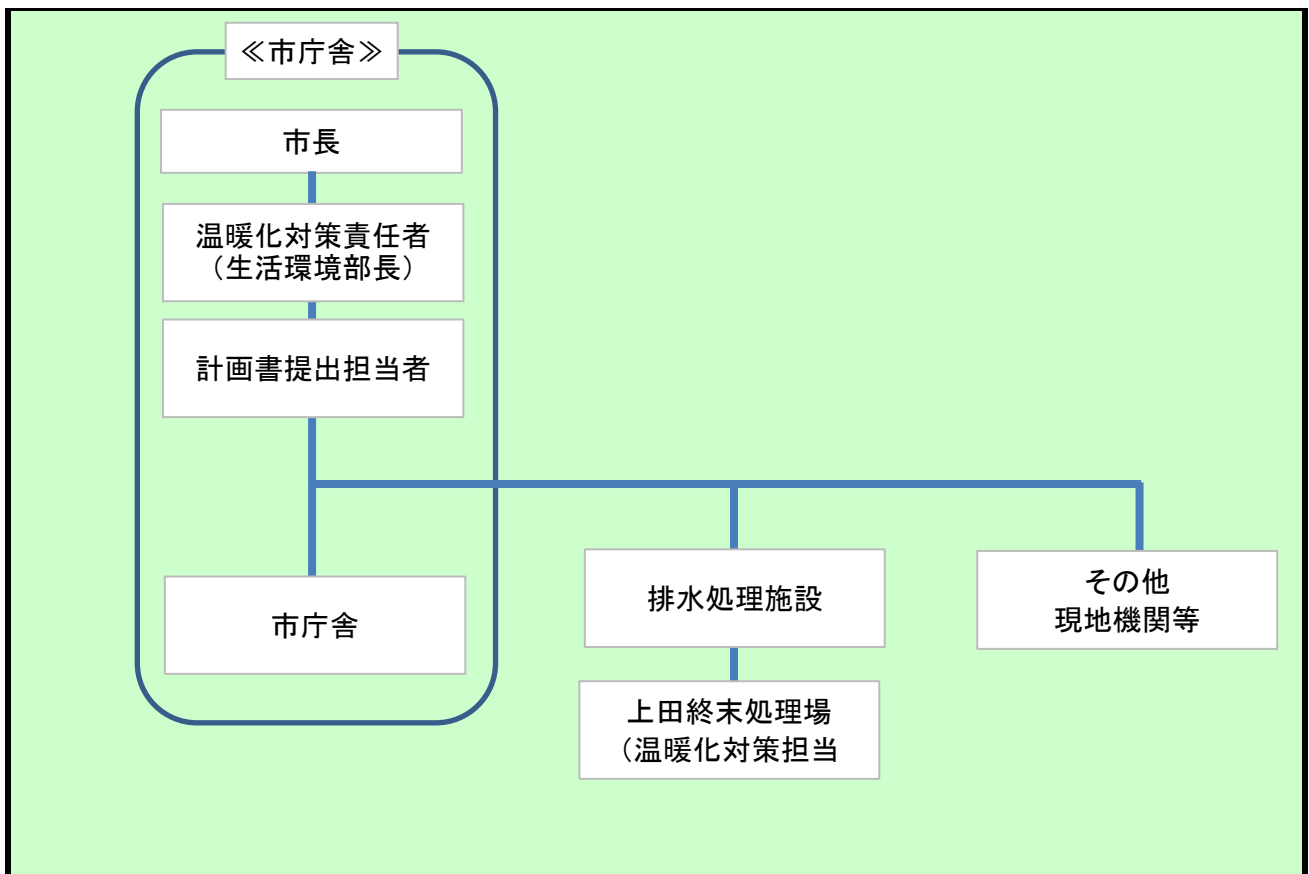 ≪市庁舎≫
市長
温暖化対策責任者
（生活環境部長）
計画書提出担当者
市庁舎
排水処理施設
その他
現地機関等
上田終末処理場
（温暖化対策担当